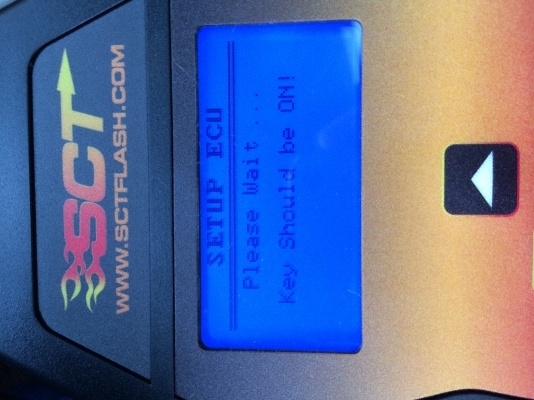 SCT
WWW.SCTFLASH.COM
SETUP ECU
Please Wait ...
Key Should be ON!